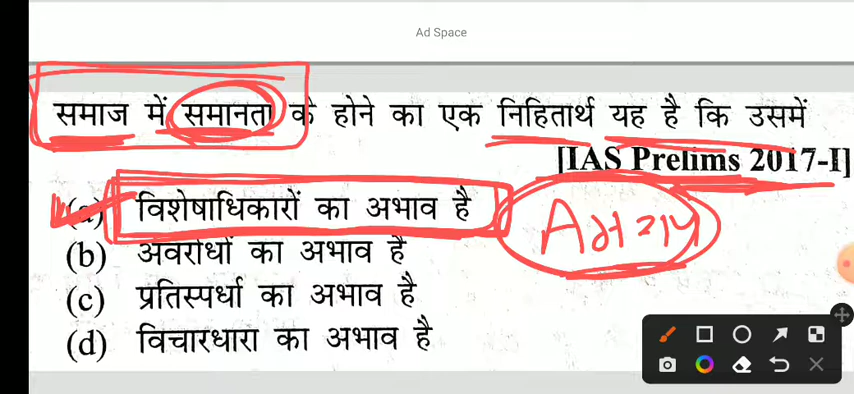 Ad Space
समाज में समानता के होने का एक निहितार्थ यह है कि उसमें
[IAS Prelims 2017-I]
(a) विशेषाधिकारों का अभाव है
(b) अवरोधों का अभाव है
(c) प्रतिस्पर्धा का अभाव है
(d) विचारधारा का अभाव है